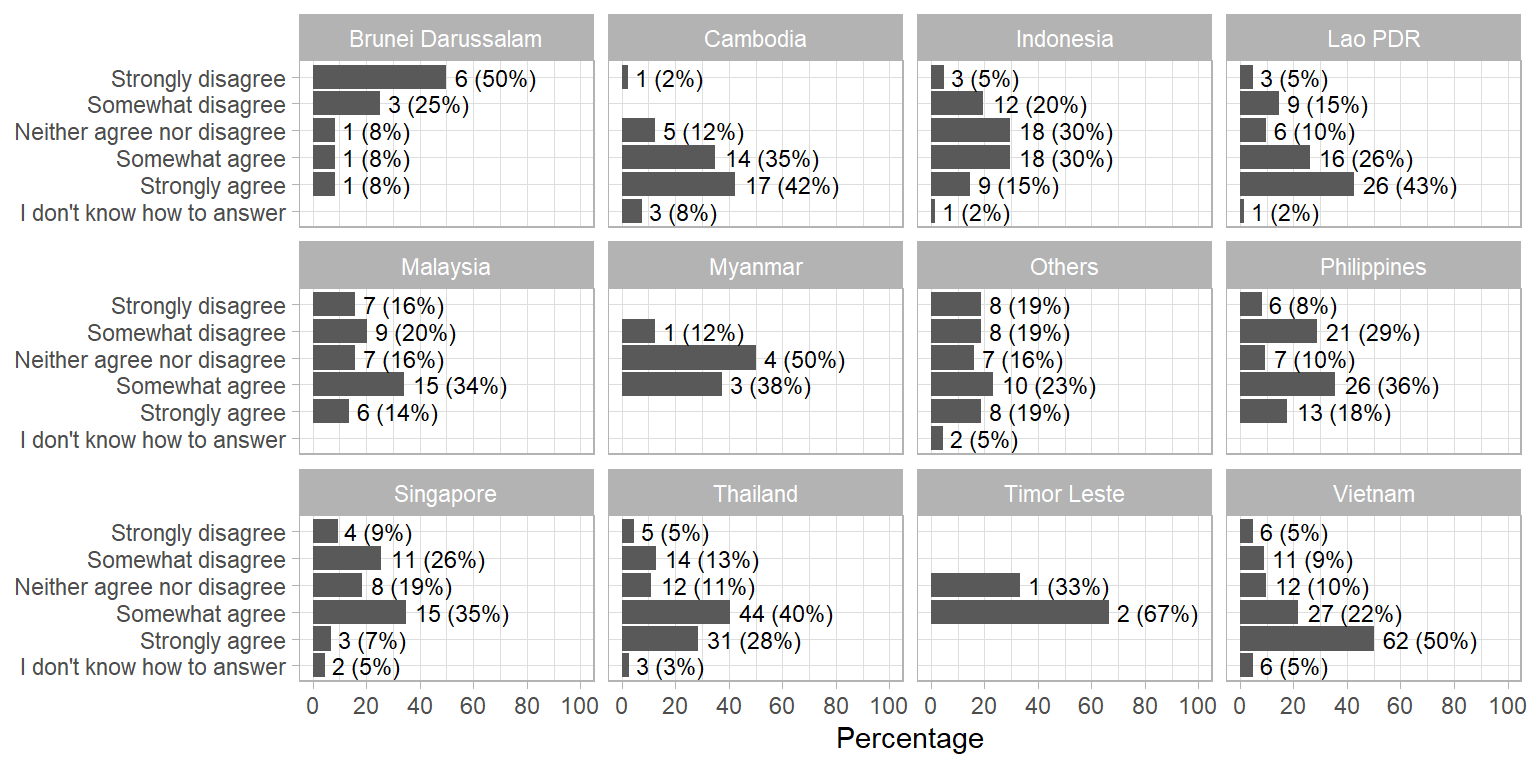 Brunei Darussalam Cambodia Indonesia Lao PDR
Strongly disagree 6 (50%) 1 (2%) 3 (5%) 3 (5%)
Somewhat disagree 3 (25%) 12 (20%) 9 (15%)
Neither agree nor disagree 1 (8%) 5 (12%) 18 (30%) 6 (10%)
Somewhat agree 1 (8%) 14 (35%) 18 (30%) 16 (26%)
Strongly agree 1 (8%) 17 (42%) 9 (15%) 26 (43%)
I don't know how to answer 3 (8%) 1 (2%) 1 (2%)
Malaysia Myanmar Others Philippines
Strongly disagree 7 (16%) 8 (19%) 6 (8%)
Somewhat disagree 9 (20%) 1 (12%) 8 (19%) 21 (29%)
Neither agree nor disagree 7 (16%) 4 (50%) 7 (16%) 7 (10%)
Somewhat agree 15 (34%) 3 (38%) 10 (23%) 26 (36%)
Strongly agree 6 (14%) 8 (19%) 13 (18%)
I don't know how to answer 2 (5%)
Singapore Thailand Timor Leste Vietnam
Strongly disagree 4 (9%) 5 (5%) 6 (5%)
Somewhat disagree 11 (26%) 14 (13%) 11 (9%)
Neither agree nor disagree 8 (19%) 12 (11%) 1 (33%) 12 (10%)
Somewhat agree 15 (35%) 44 (40%) 2 (67%) 27 (22%)
Strongly agree 3 (7%) 31 (28%) 62 (50%)
I don't know how to answer 2 (5%) 3 (3%) 6 (5%)
0 20 40 60 80 100 0 20 40 60 80 100 0 20 40 60 80 100 0 20 40 60 80 100
Percentage